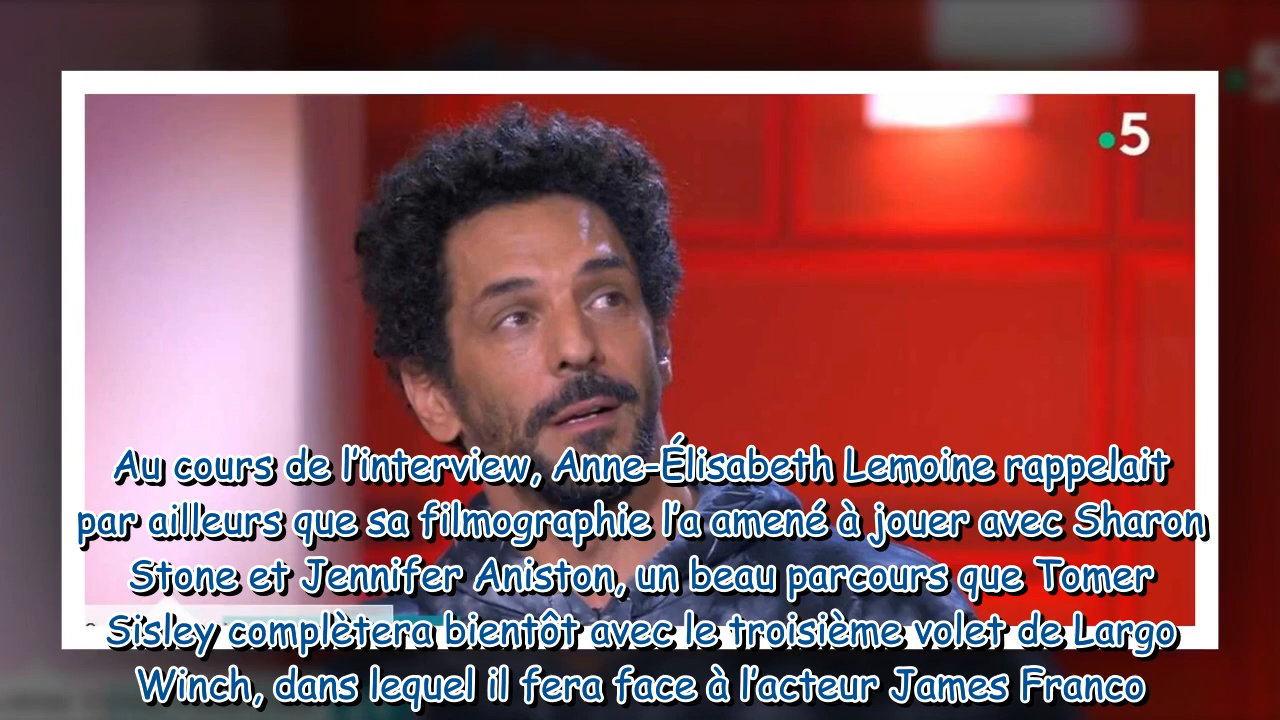 5
Au cours de l'interview, Anne-Élisabeth Lemoine rappelait
par ailleurs que sa filmographie l'a amené à jouer avec Sharon
Stone et Jennifer Aniston, un beau parcours que Tomer
Sisley complètera bientôt avec le troisième volet de Largo
Winch, dans lequel il fera face à l'acteur James Franco